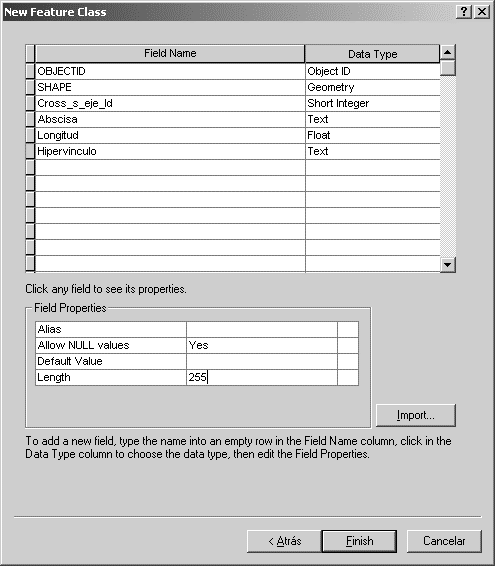 New Feature Class
Field Name Data Type
OBJECTID Object ID
SHAPE Geometry
Cross_s_eje_Id Short Integer
Abscisa Text
Longitud Float
Hipervinculo Text
Click any field to see its properties.
Field Properties
Alias
Allow NULL values Yes
Default Value
Length 255
Import...
To add a new field, type the name into an empty row in the Field Name column, click in the
Data Type column to choose the data type, then edit the Field Properties.
< Atrás Finish Cancelar